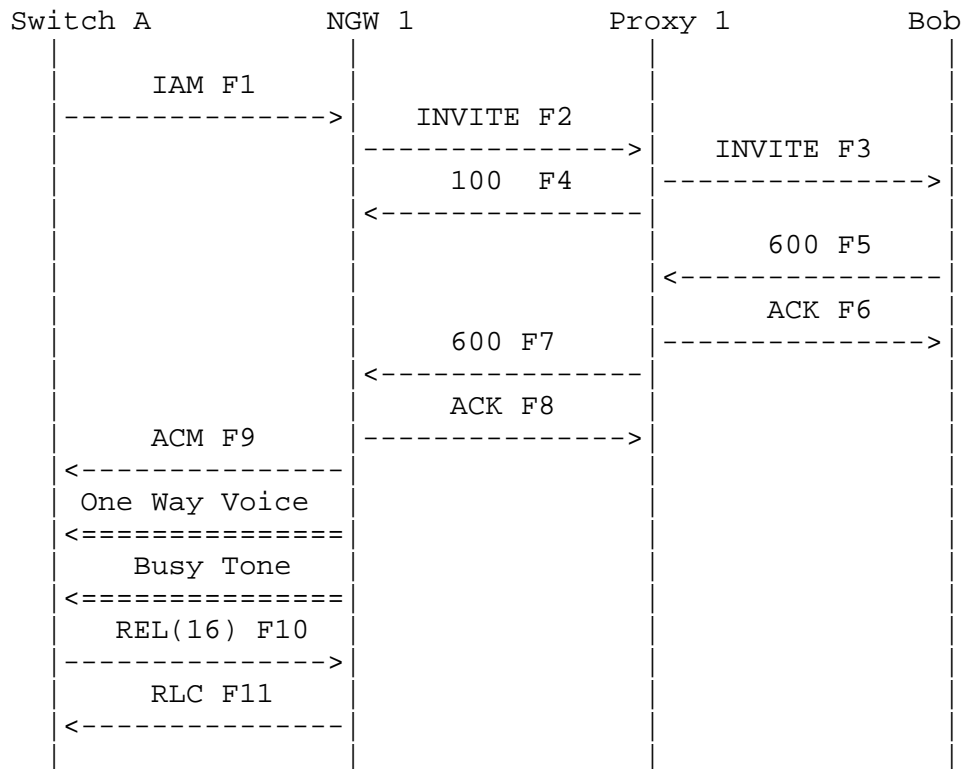 Switch A NGW 1 Proxy 1 Bob
IAM F1
INVITE F2
INVITE F3
100 F4
600 F5
ACK F6
600 F7
ACK F8
ACM F9
One Way Voice
Busy Tone
REL(16) F10
RLC F11